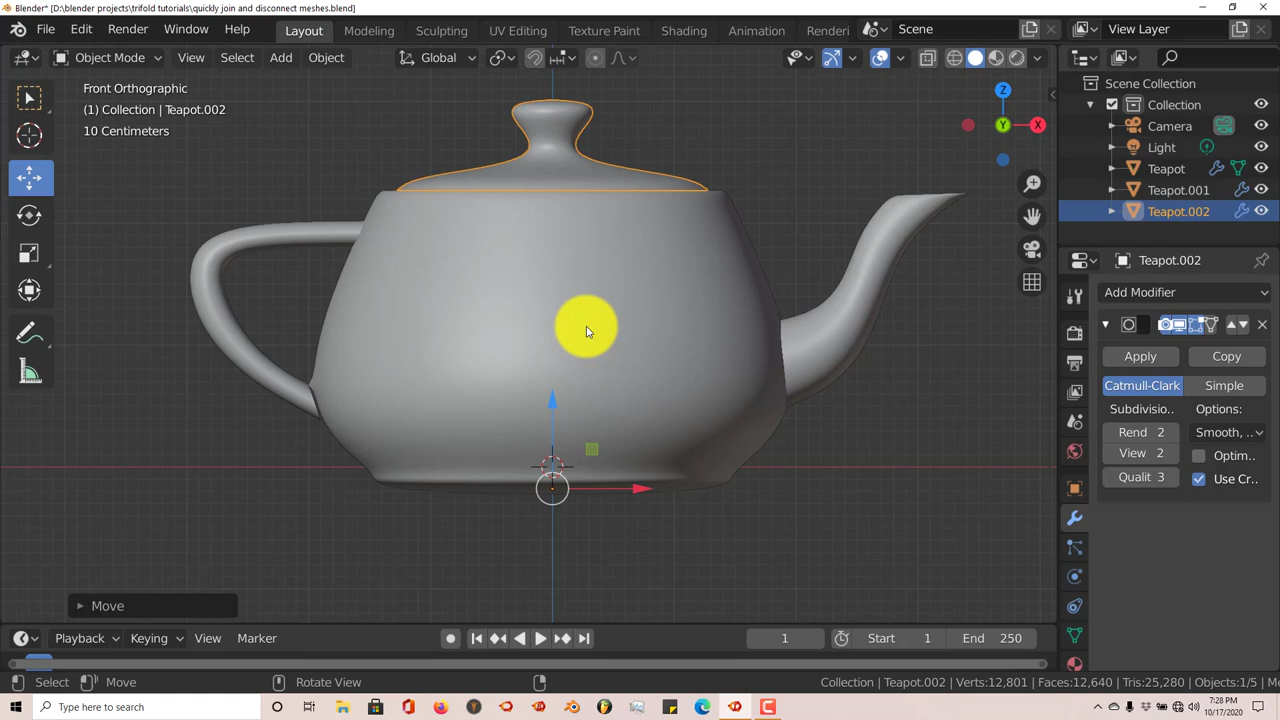 Blender* [D:\blender projects\trifold tutorials\quickly join and disconnect meshes.blend]
File Edit Render Window Help Layout Modeling Sculpting UV Editing Texture Paint Shading Animation Renderi Scene View Layer
Object Mode View Select Add Object Global
Front Orthographic
(1) Collection | Teapot.002
10 Centimeters
Z
X
Y
Scene Collection
Collection
Camera
Light
Teapot
Teapot.001
Teapot.002
Teapot.002
Add Modifier
Apply Copy
Catmull-Clark Simple
Subdivisio.. Options:
Rend 2 Smooth, ..
View 2 Optim..
Qualit 3 Use Cr..
Move
Playback Keying View Marker 1 Start 1 End 250
Select Move Rotate View Collection | Teapot.002 | Verts:12,801 | Faces:12,640 | Tris:25,280 | Objects:1/5 | Me
Type here to search
7:28 PM
10/17/2020